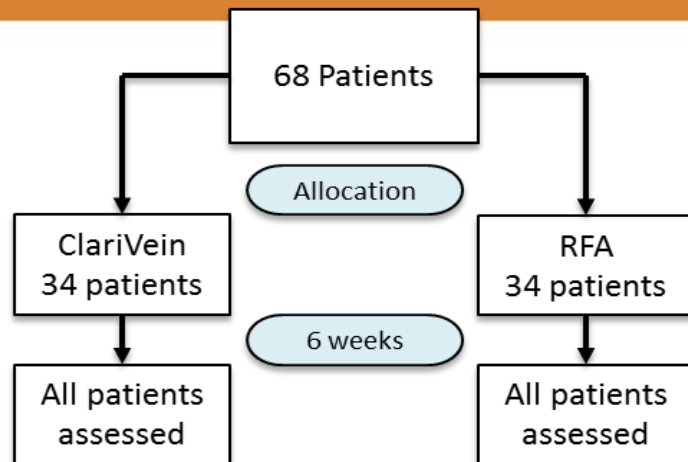 68 Patients
Allocation
ClariVein
34 patients
RFA
34 patients
6 weeks
All patients
assessed
All patients
assessed